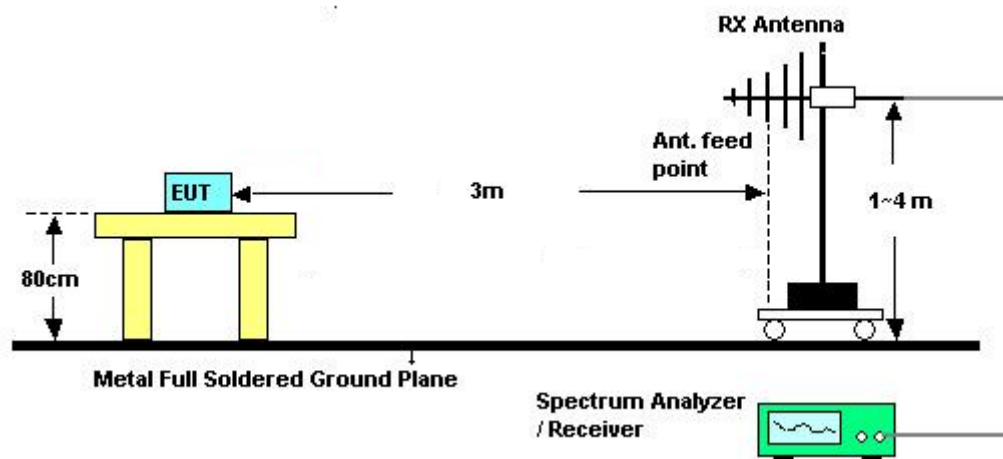 RX Antenna
Ant. feed
point
EUT
3m
1~4 m
80cm
Metal Full Soldered Ground Plane
Spectrum Analyzer
/ Receiver